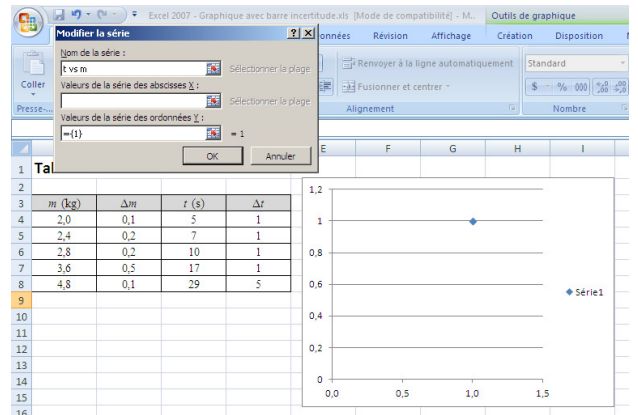 Excel 2007 - Graphique avec barre incertitude.xls [Mode de compatibilité] - M..
Outils de graphique
Modifier la série
onnées Révision Affichage Création Disposition
Nom de la série :
t vs m
Sélectionner la plage
Valeurs de la série des abscisses X :
Sélectionner la plage
Valeurs de la série des ordonnées Y :
={1}
= 1
OK Annuler
Coller
Presse-...
Renvoyer à la ligne automatiquement
Standard
Fusionner et centrer
$ % 000
Alignement
Nombre
E F G H I
1 Tal
2
3 m (kg) Δm t (s) Δt
4 2,0 0,1 5 1
5 2,4 0,2 7 1
6 2,8 0,2 10 1
7 3,6 0,5 17 1
8 4,8 0,1 29 5
9
10
11
12
13
14
15
16
1,2
1
0,8
0,6
0,4
0,2
0
0,0 0,5 1,0 1,5
Série1